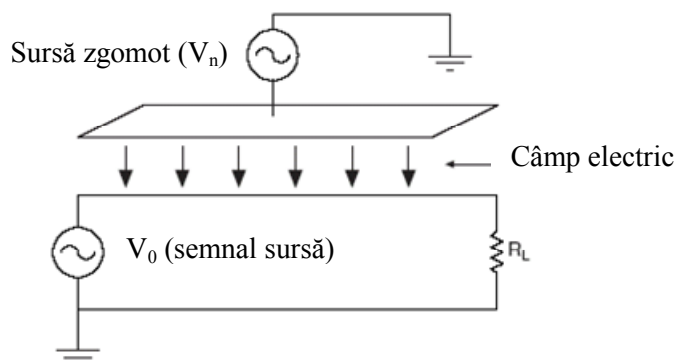 Sursă zgomot (Vn)
Câmp electric
V0 (semnal sursă)
RL